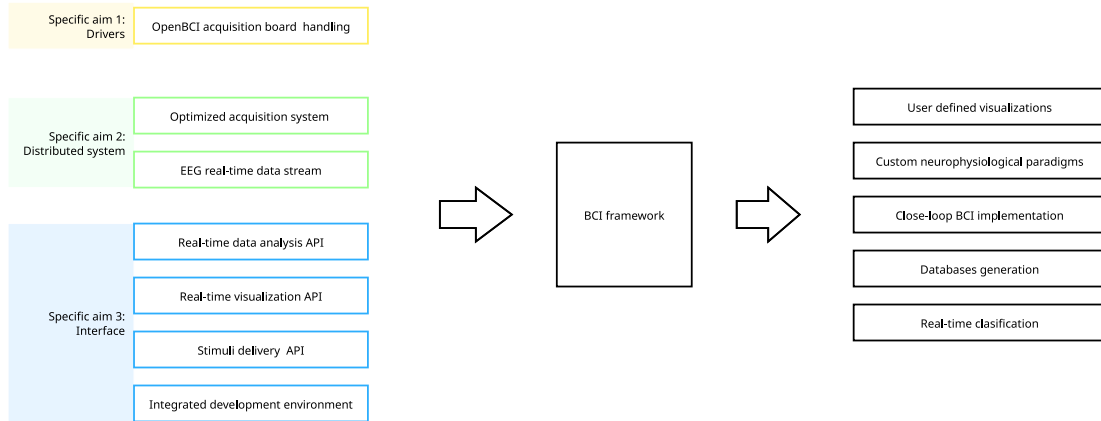 Specific aim 1:
Drivers
OpenBCI acquisition board handling
Specific aim 2:
Distributed system
Optimized acquisition system
EEG real-time data stream
Specific aim 3:
Interface
Real-time data analysis API
Real-time visualization API
Stimuli delivery API
Integrated development environment
BCI framework
User defined visualizations
Custom neurophysiological paradigms
Close-loop BCI implementation
Databases generation
Real-time clasification